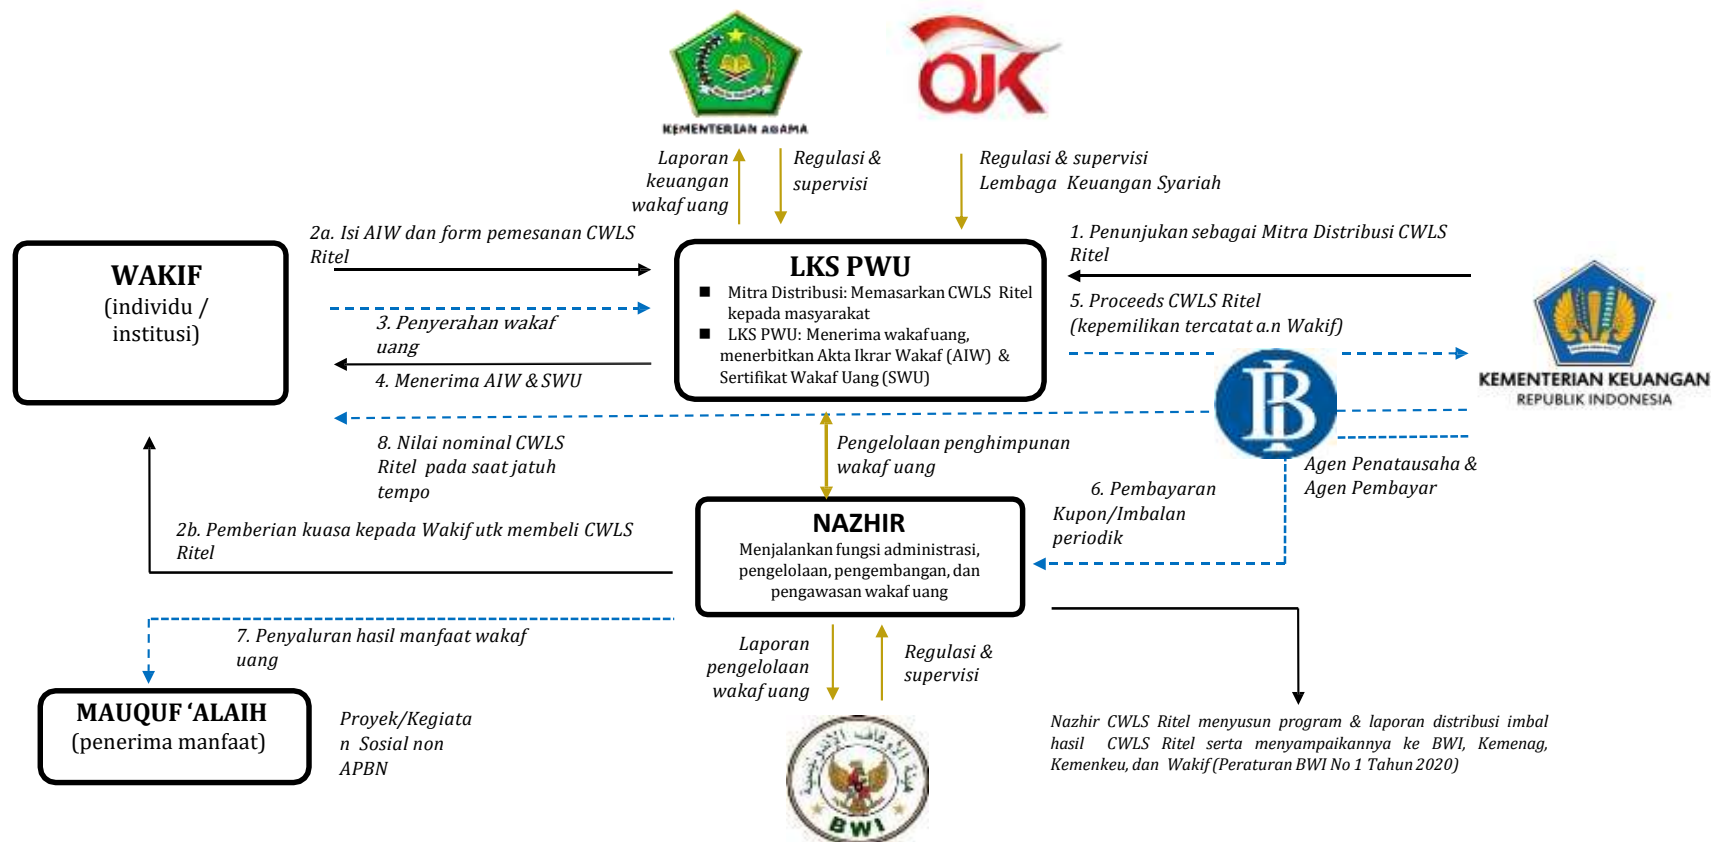 KEMENTERIAN AGAMA
OJK
Laporan
keuangan
wakaf uang
Regulasi &
supervisi
Regulasi & supervisi
Lembaga Keuangan Syariah
2a. Isi AIW dan form pemesanan CWLS
Ritel
1. Penunjukan sebagai Mitra Distribusi CWLS
Ritel
WAKIF
(individu /
institusi)
LKS PWU
■ Mitra Distribusi: Memasarkan CWLS Ritel
kepada masyarakat
■ LKS PWU: Menerima wakaf uang,
menerbitkan Akta Ikrar Wakaf (AIW) &
Sertifikat Wakaf Uang (SWU)
3. Penyerahan wakaf
uang
4. Menerima AIW & SWU
5. Proceeds CWLS Ritel
(kepemilikan tercatat a.n Wakif)
KEMENTERIAN KEUANGAN
REPUBLIK INDONESIA
8. Nilai nominal CWLS
Ritel pada saat jatuh
tempo
Pengelolaan penghimpunan
wakaf uang
Agen Penatausaha &
Agen Pembayar
6. Pembayaran
Kupon/Imbalan
periodik
2b. Pemberian kuasa kepada Wakif utk membeli CWLS
Ritel
NAZHIR
Menjalankan fungsi administrasi,
pengelolaan, pengembangan, dan
pengawasan wakaf uang
7. Penyaluran hasil manfaat wakaf
uang
Laporan
pengelolaan
wakaf uang
Regulasi &
supervisi
MAUQUF ‘ALAIH
(penerima manfaat)
Proyek/Kegiata
n Sosial non
APBN
Nazhir CWLS Ritel menyusun program & laporan distribusi imbal
hasil CWLS Ritel serta menyampaikannya ke BWI, Kemenag,
Kemenkeu, dan Wakif (Peraturan BWI No 1 Tahun 2020)
هيئة الأوقاف الإندونيسية
BWI